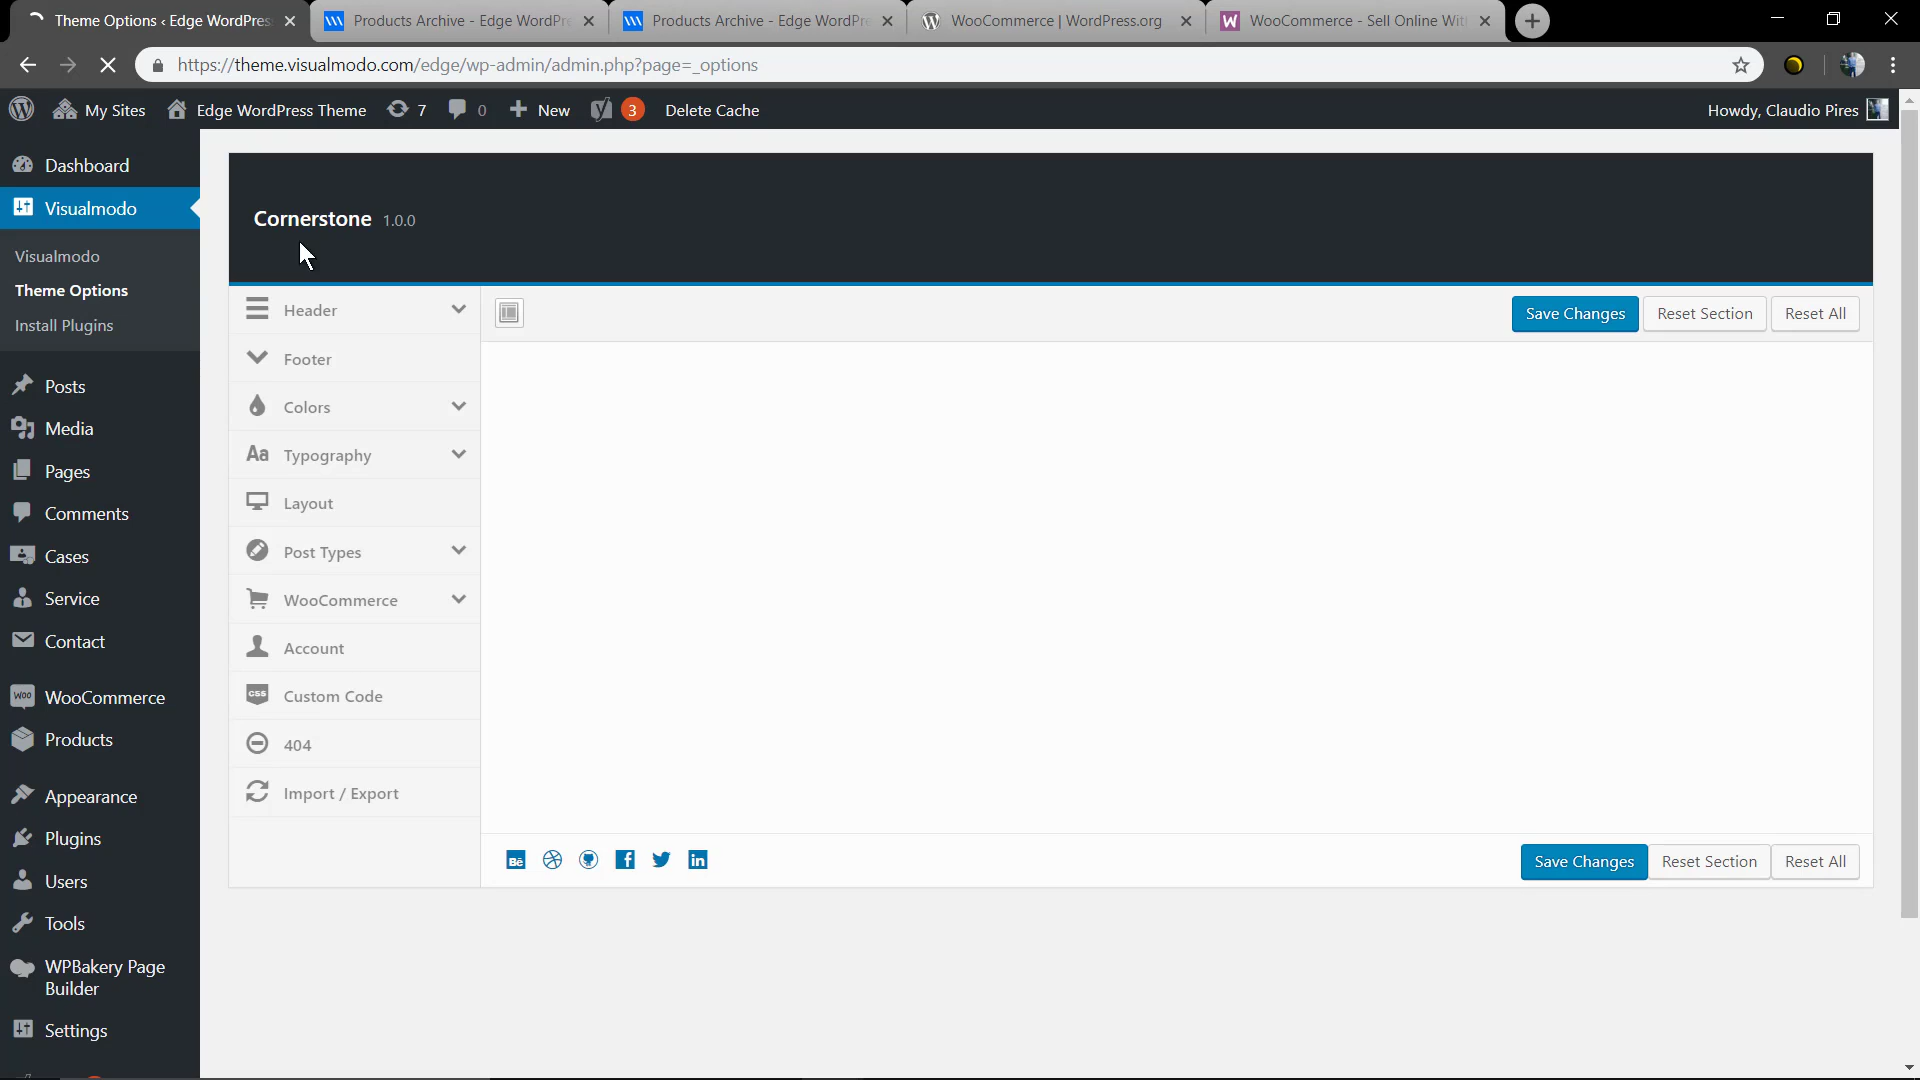 Theme Options ‹ Edge WordPress
Products Archive - Edge WordPr
Products Archive - Edge WordPr
WooCommerce | WordPress.org
WooCommerce - Sell Online Wit
https://theme.visualmodo.com/edge/wp-admin/admin.php?page=_options
My Sites
Edge WordPress Theme
7
0
New
3
Delete Cache
Howdy, Claudio Pires
Dashboard
Visualmodo
Visualmodo
Theme Options
Install Plugins
Posts
Media
Pages
Comments
Cases
Service
Contact
WooCommerce
Products
Appearance
Plugins
Users
Tools
WPBakery Page
Builder
Settings
Cornerstone 1.0.0
Header
Footer
Colors
Aa Typography
Layout
Post Types
WooCommerce
Account
css Custom Code
404
Import / Export
Save Changes
Reset Section
Reset All
Save Changes
Reset Section
Reset All